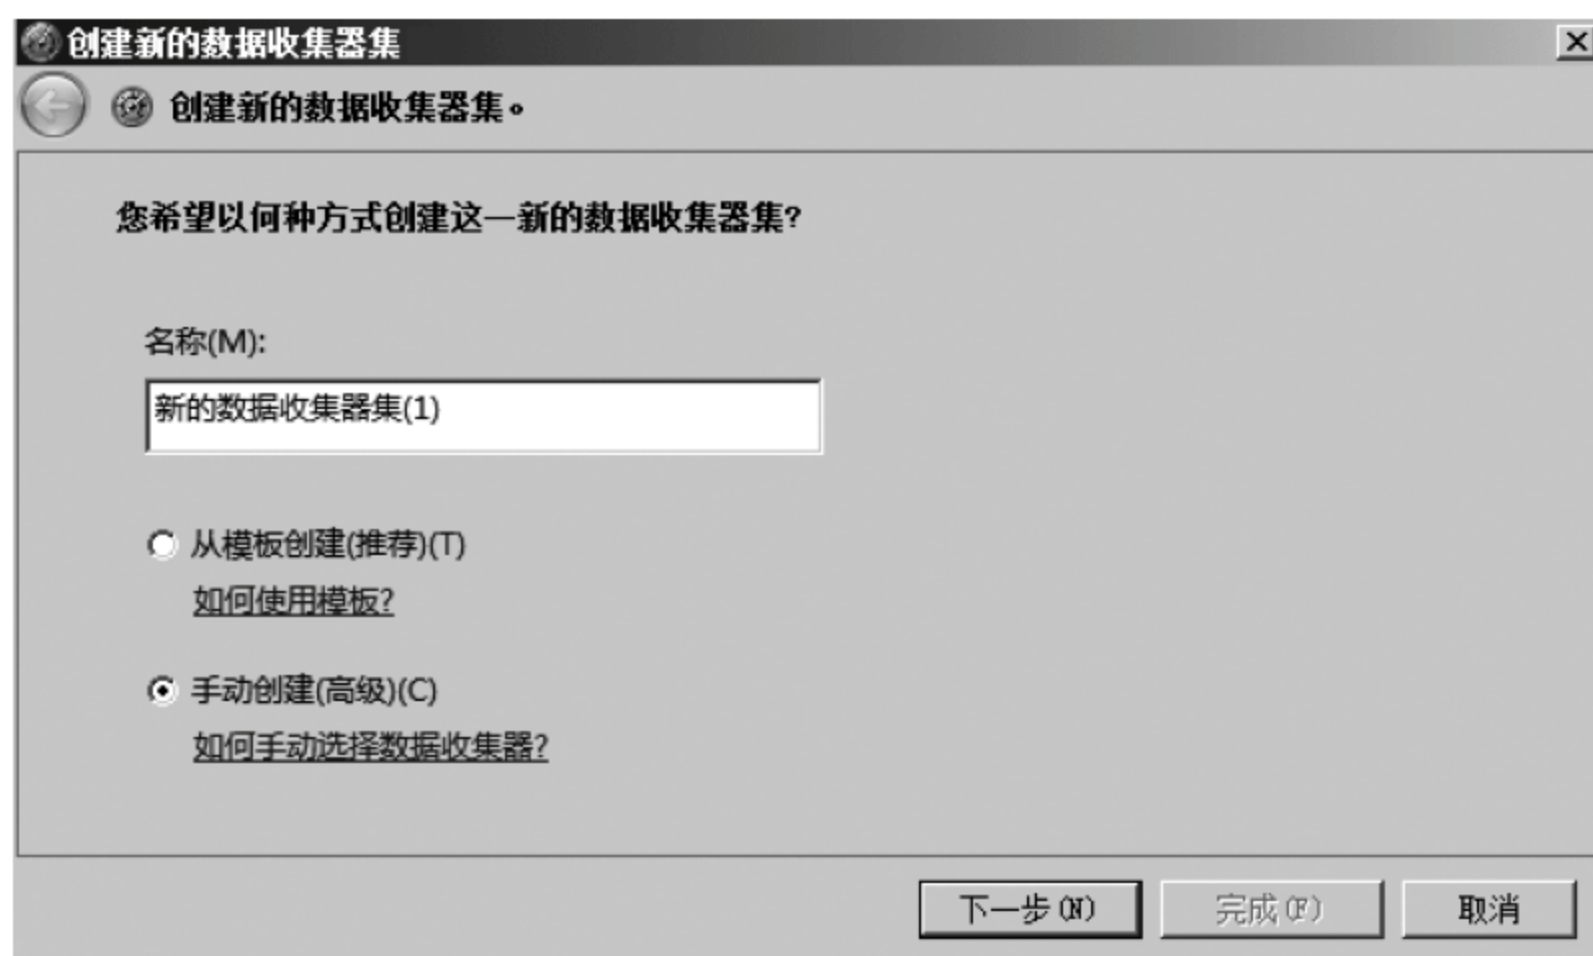 创建新的数据收集器集
创建新的数据收集器集。
您希望以何种方式创建这一新的数据收集器集?
名称(M):
新的数据收集器集(1)
从模板创建(推荐)(T)
如何使用模板?
手动创建(高级)(C)
如何手动选择数据收集器?
下一步(N) 完成(F) 取消